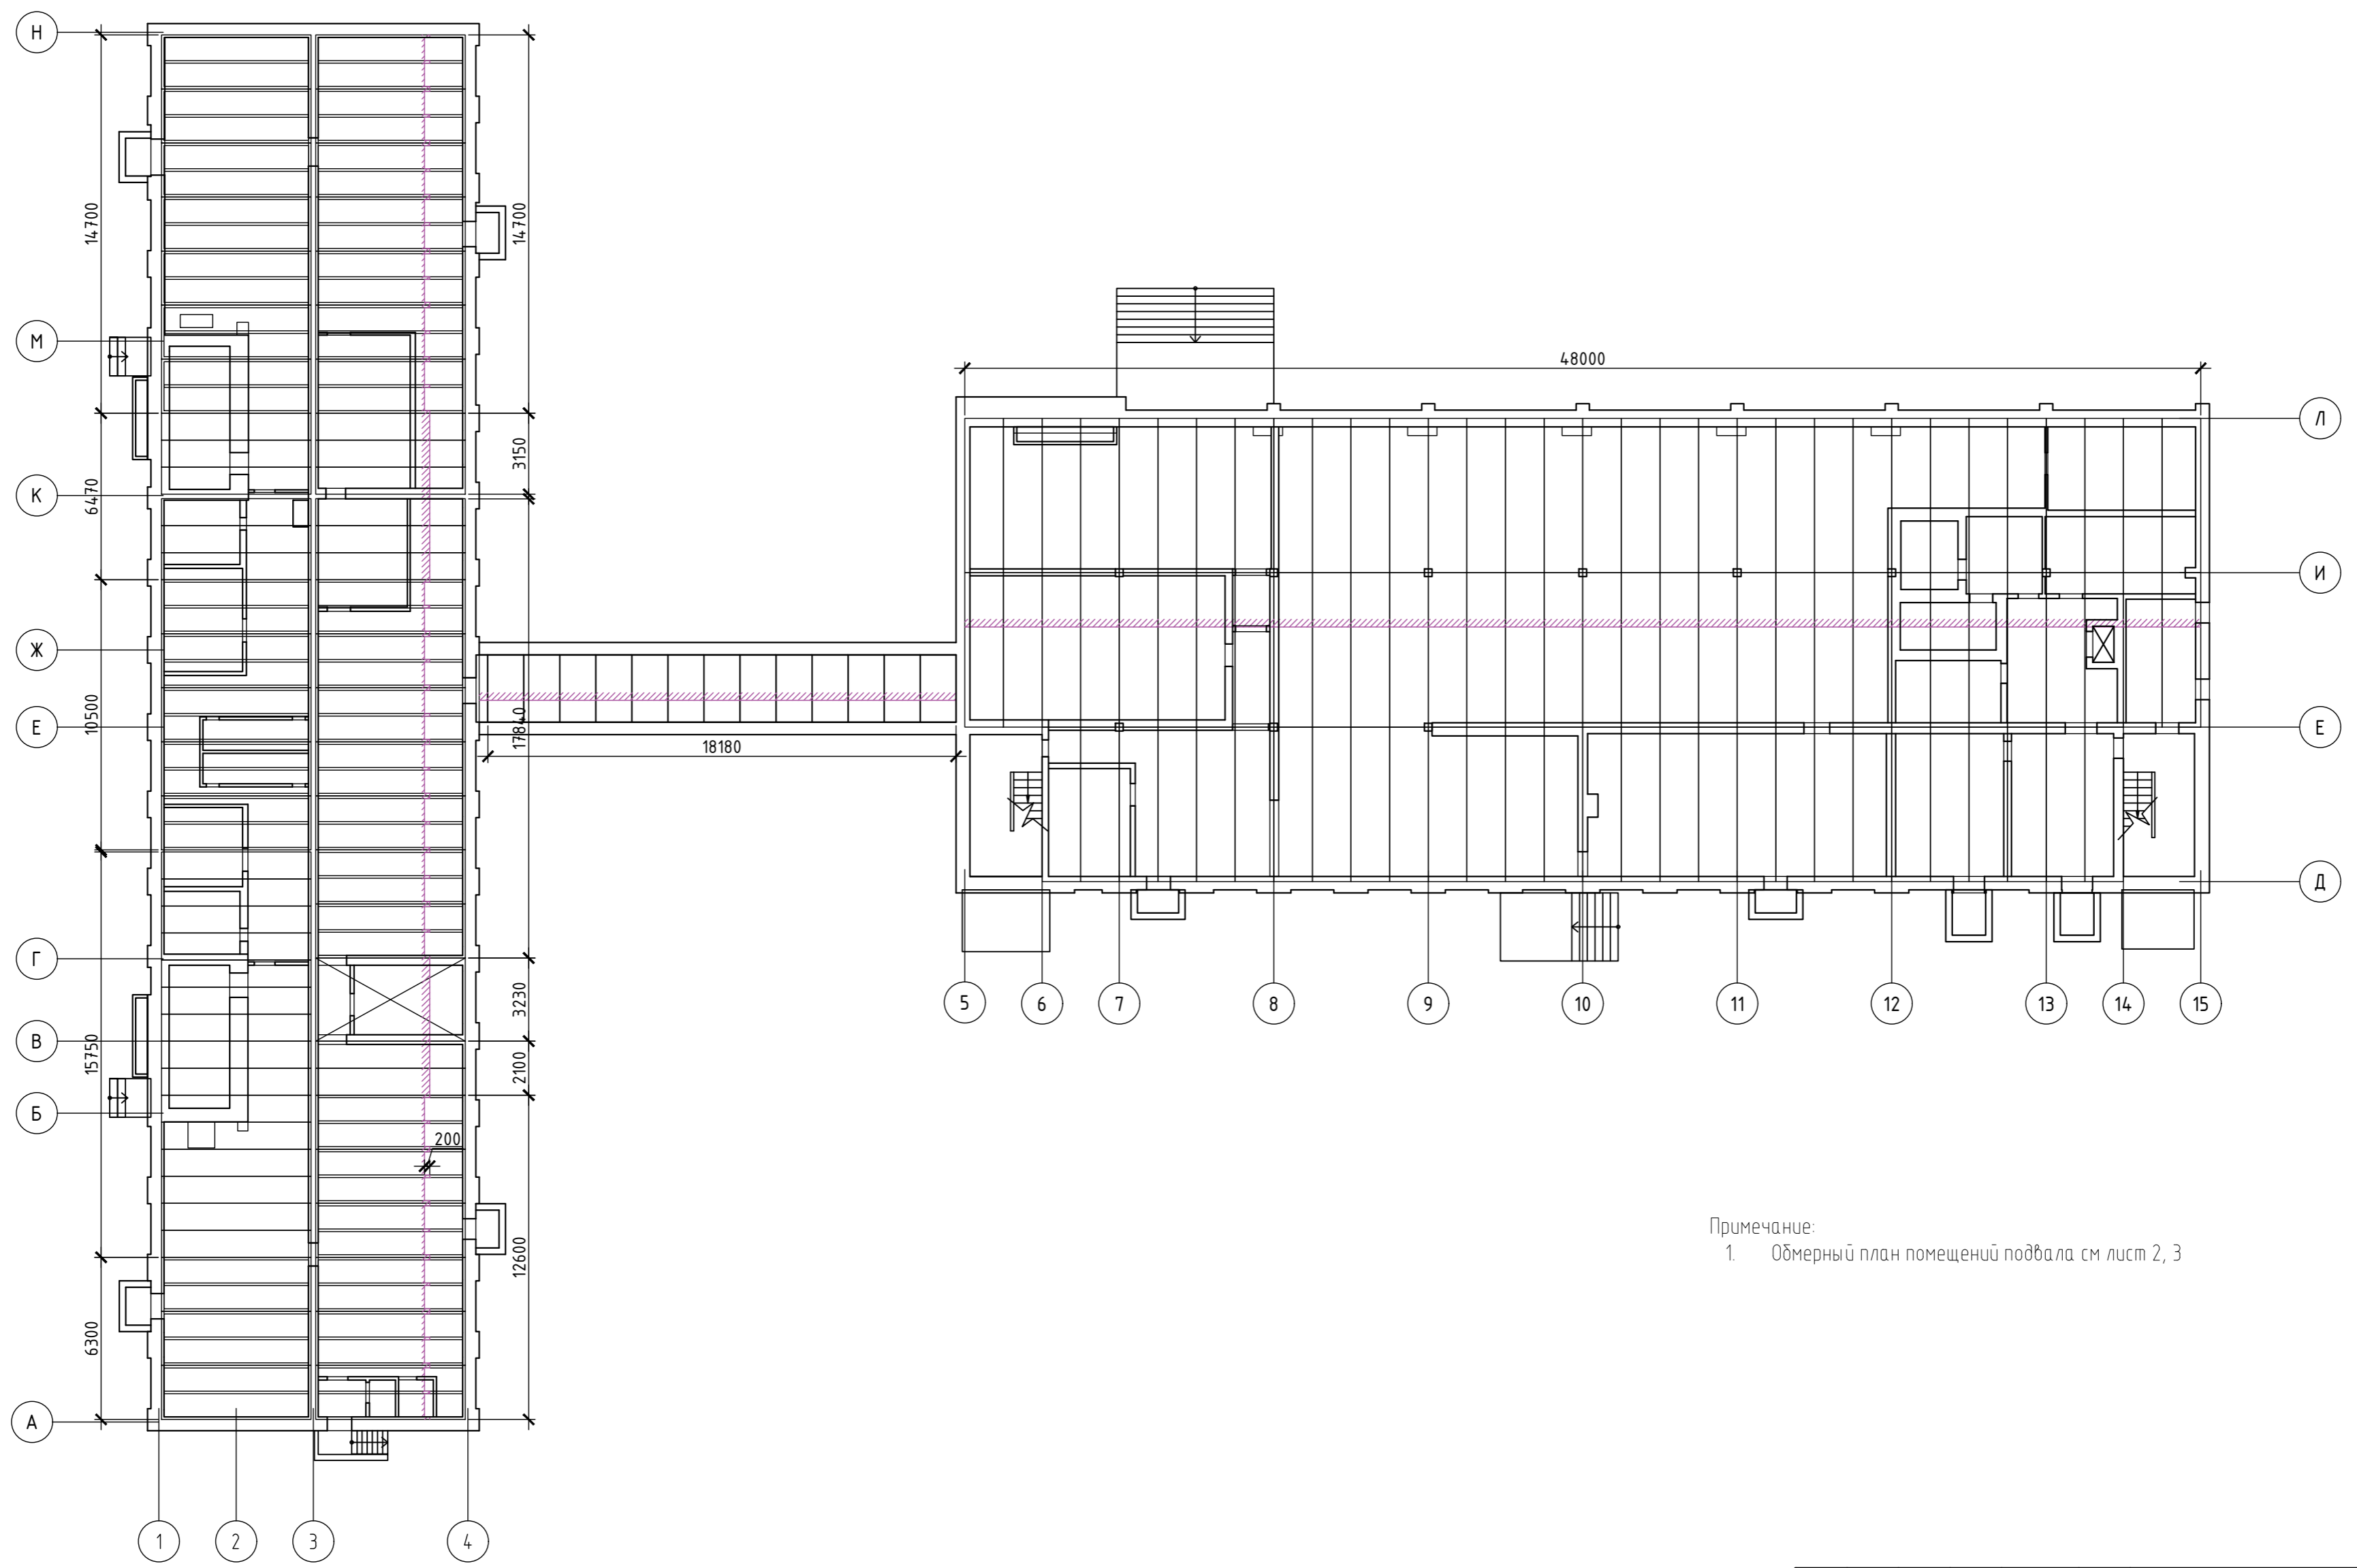 Н
М
К
Ж
Е
Г
В
Б
А
14700
6470
10500
15750
6300
14700
3150
17840
3230
2100
200
12600
1
2
3
4
18180
48000
Л
И
Е
Д
5
6
7
8
9
10
11
12
13
14
15
Примечание:
1. Обмерный план помещений подвала см лист 2, 3